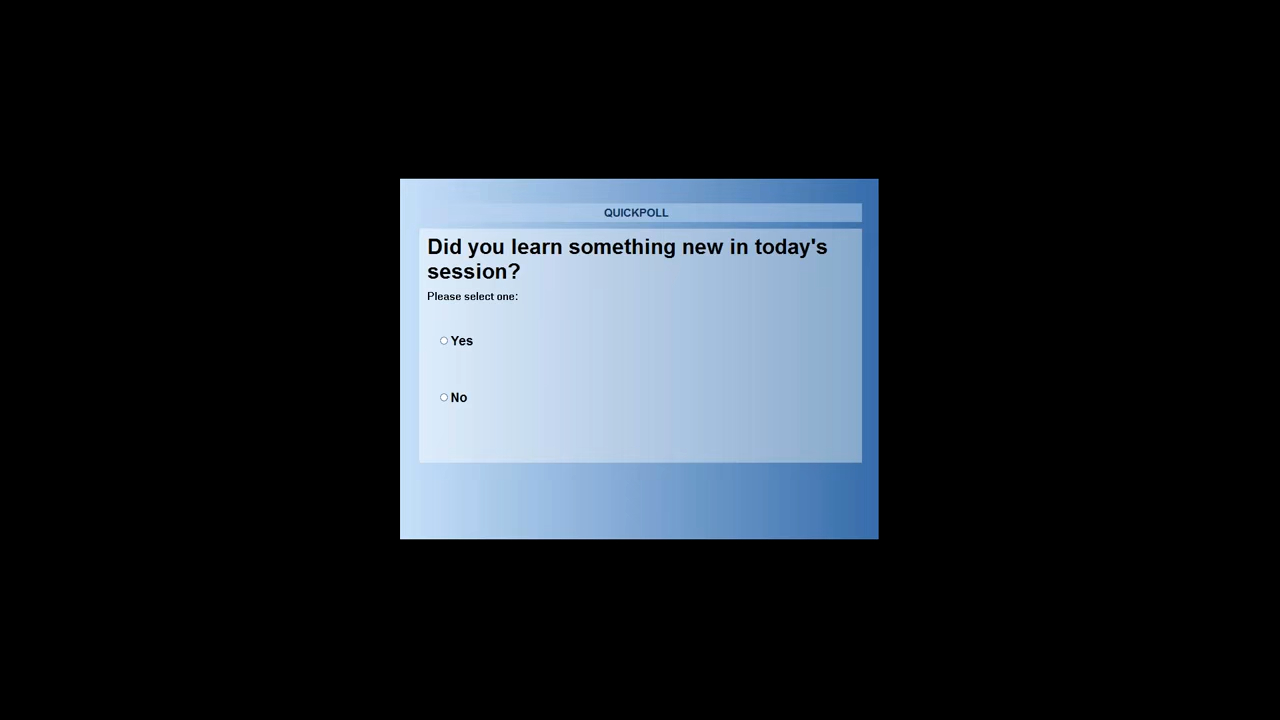 QUICKPOLL
Did you learn something new in today's
session?
Please select one:
Yes
No